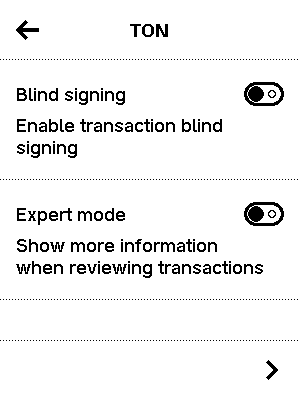 TON
Blind signing
Enable transaction blind
signing
Expert mode
Show more information
when reviewing transactions